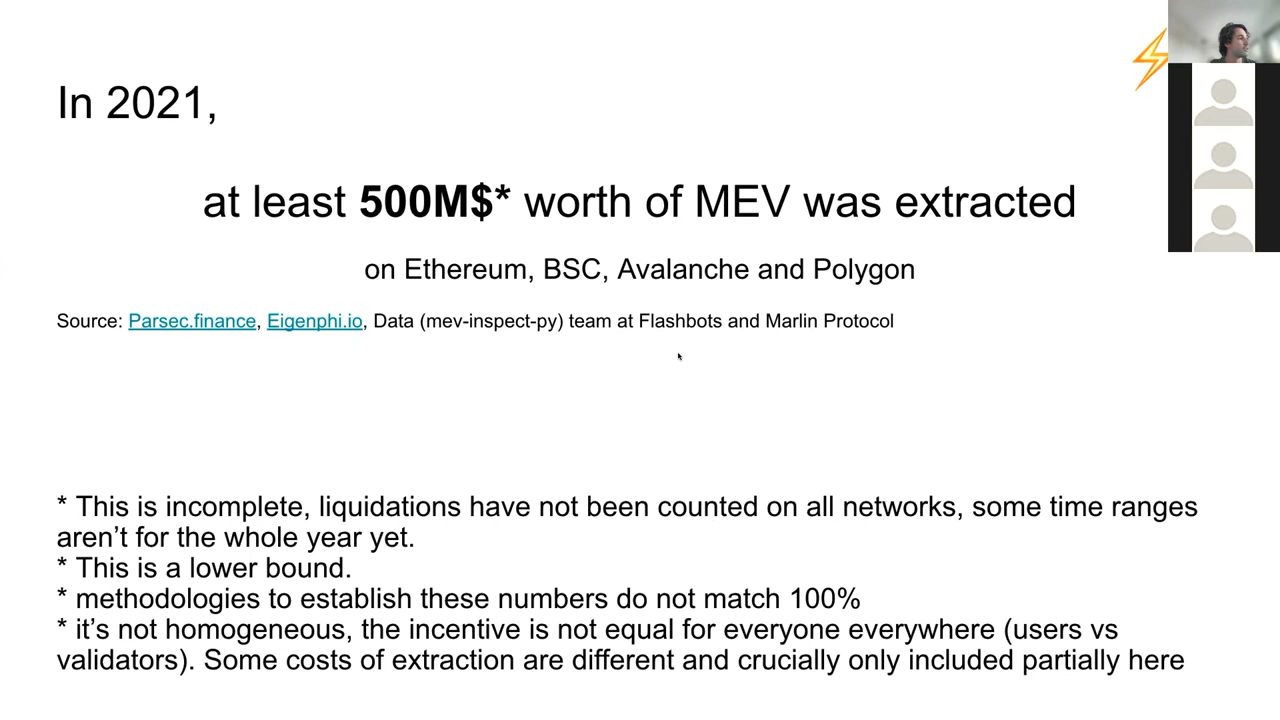 In 2021,
at least 500M$* worth of MEV was extracted
on Ethereum, BSC, Avalanche and Polygon
Source: Parsec.finance, Eigenphi.io, Data (mev-inspect-py) team at Flashbots and Marlin Protocol
* This is incomplete, liquidations have not been counted on all networks, some time ranges
aren’t for the whole year yet.
* This is a lower bound.
* methodologies to establish these numbers do not match 100%
* it’s not homogeneous, the incentive is not equal for everyone everywhere (users vs
validators). Some costs of extraction are different and crucially only included partially here